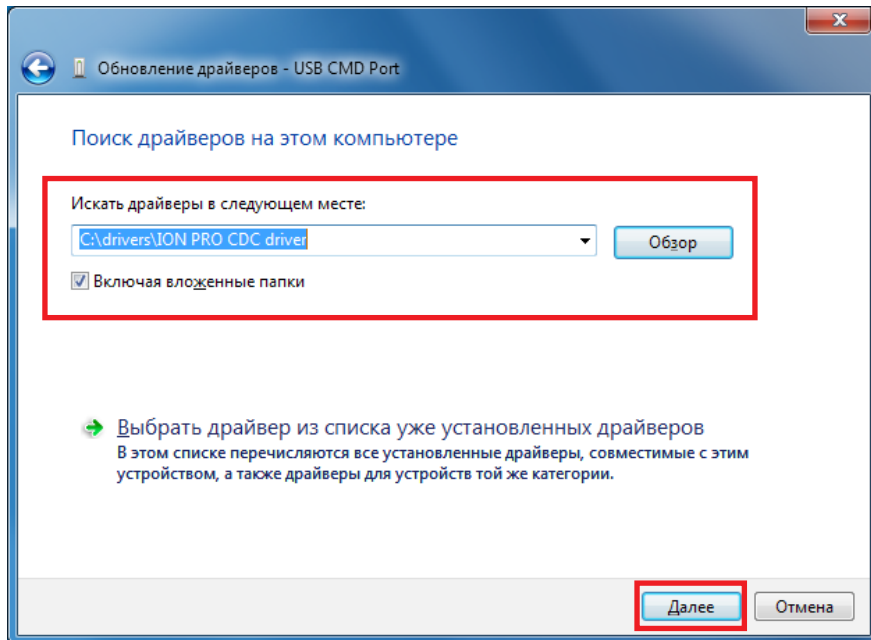 Обновление драйверов - USB CMD Port
Поиск драйверов на этом компьютере
Искать драйверы в следующем месте:
C:\drivers\ION PRO CDC driver
Обзор
Включая вложенные папки
Выбрать драйвер из списка уже установленных драйверов
В этом списке перечисляются все установленные драйверы, совместимые с этим
устройством, а также драйверы для устройств той же категории.
Далее
Отмена